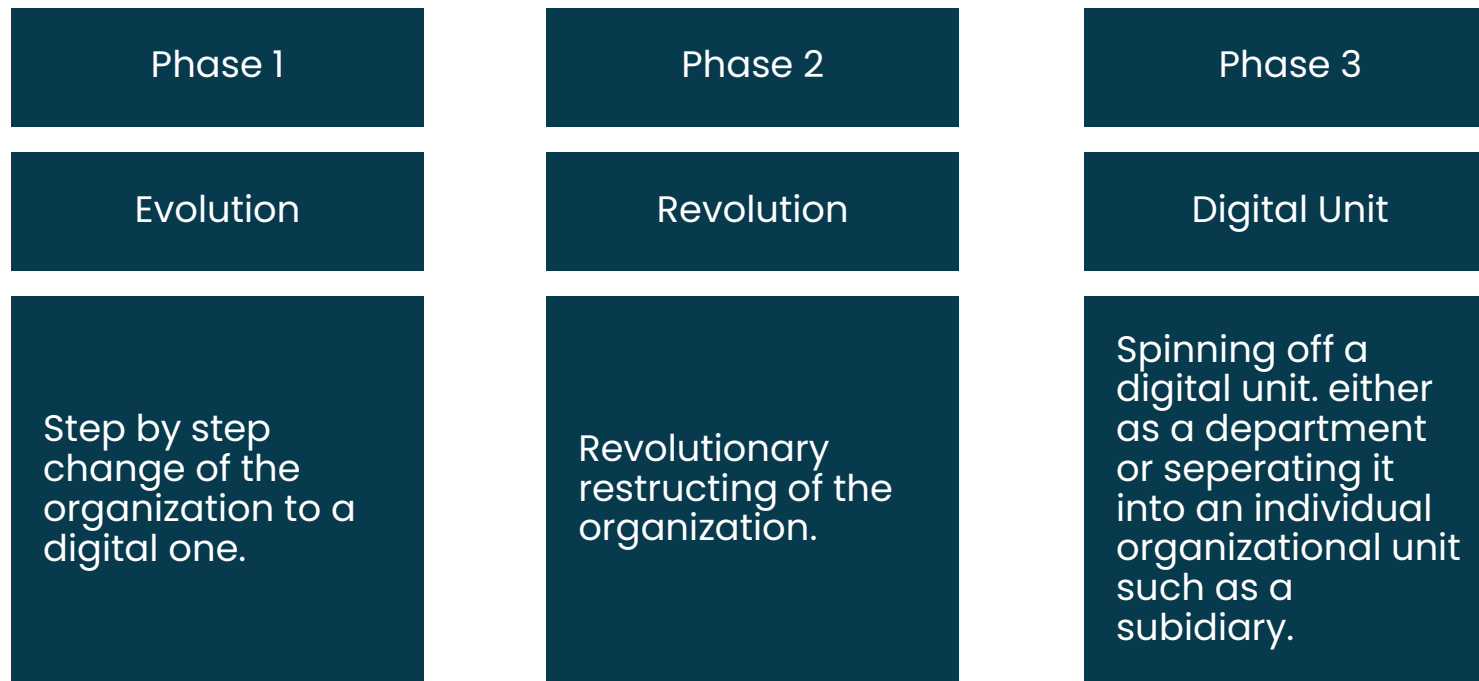 Phase 1
Phase 2
Phase 3
Evolution
Revolution
Digital Unit
Step by step
change of the
organization to a
digital one.
Revolutionary
restructing of the
organization.
Spinning off a
digital unit. either
as a department
or seperating it
into an individual
organizational unit
such as a
subidiary.